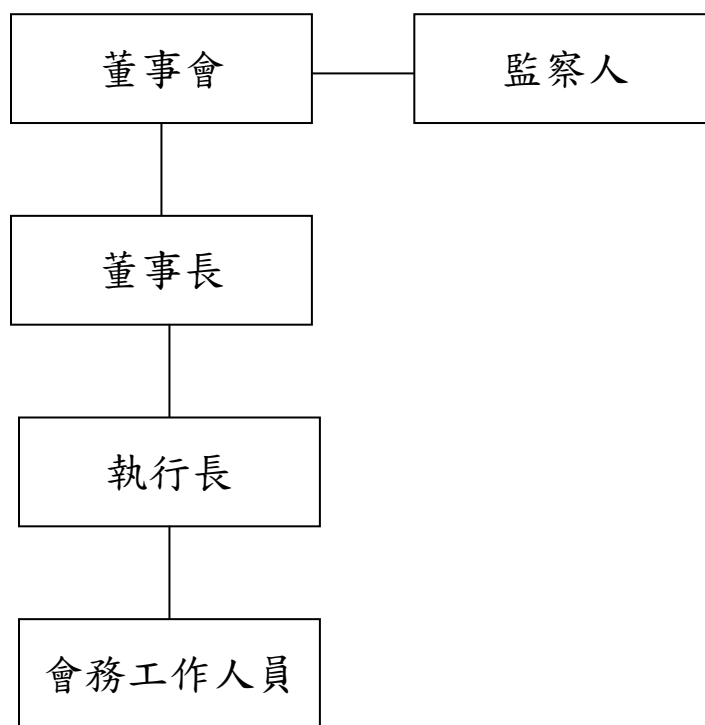 董事會
監察人
董事長
執行長
會務工作人員